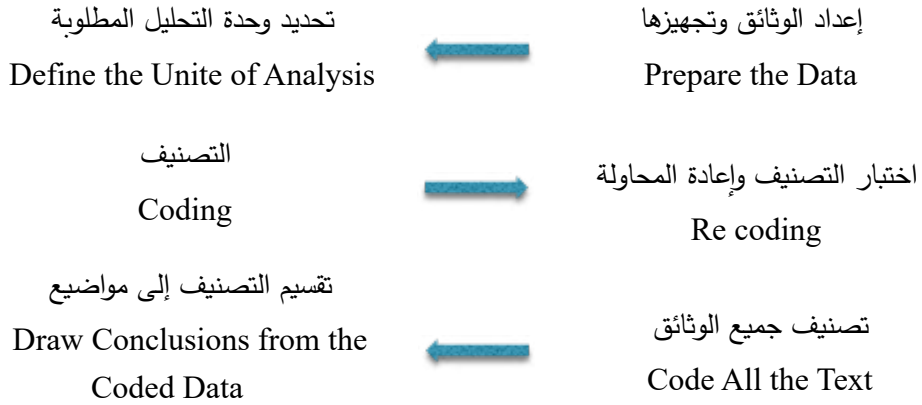 إعداد الوثائق وتجهيزها
Prepare the Data
تحديد وحدة التحليل المطلوبة
Define the Unite of Analysis
التصنيف
Coding
اختبار التصنيف وإعادة المحاولة
Re coding
تصنيف جميع الوثائق
Code All the Text
تقسيم التصنيف إلى مواضيع
Draw Conclusions from the
Coded Data